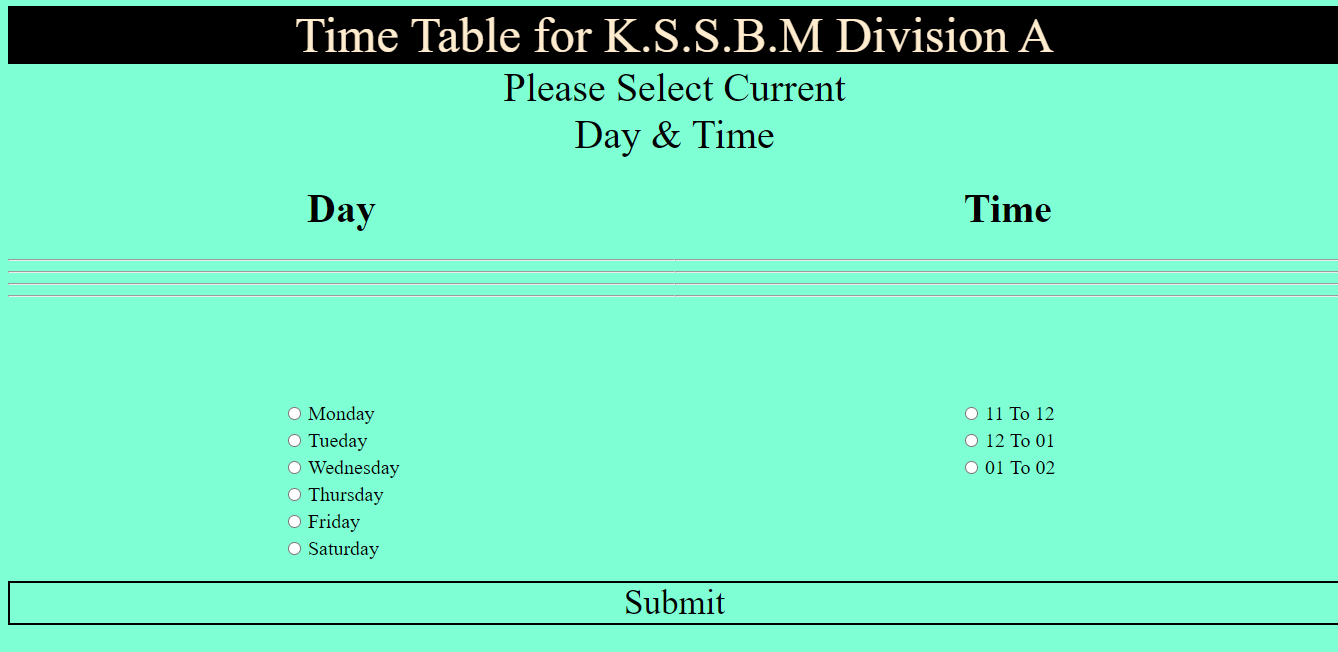 Time Table for K.S.S.B.M Division A
Please Select Current
Day & Time
Day
Time
Monday
Tueday
Wednesday
Thursday
Friday
Saturday
11 To 12
12 To 01
01 To 02
Submit